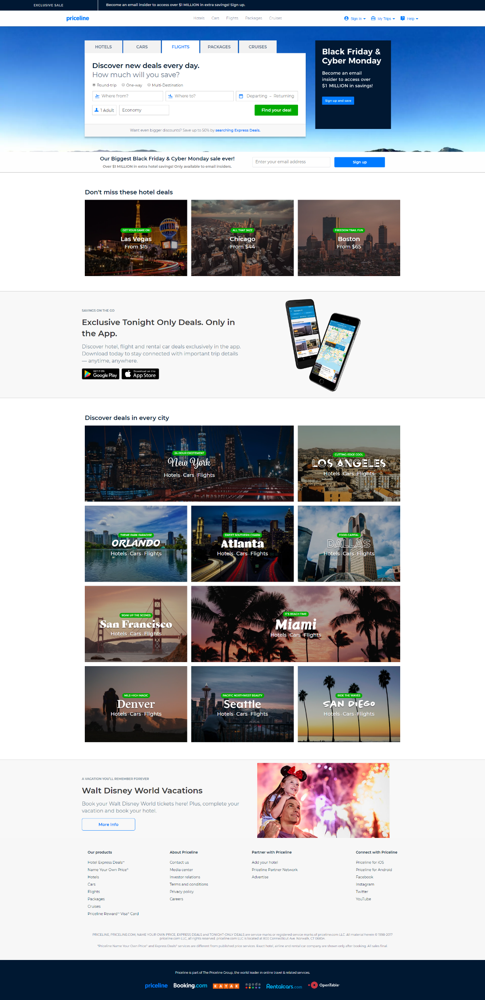 EXCLUSIVE SALE
Become an email insider to access over $1 MILLION in extra savings! Sign up.
priceline
Hotels Cars Flights Packages Cruises
Sign In My Trips Help
HOTELS CARS FLIGHTS PACKAGES CRUISES
Discover new deals every day.
How much will you save?
Round-trip One-way Multi-Destination
Where from? Where to? Departing – Returning
1 Adult Economy Find your deal
Want even bigger discounts? Save up to 50% by searching Express Deals.
Black Friday &
Cyber Monday
Become an email
insider to access over
$1 MILLION in savings!
Sign up and save
Our Biggest Black Friday & Cyber Monday sale ever!
Over $1 MILLION in extra hotel savings! Only available to email insiders.
Enter your email address Sign up
Don't miss these hotel deals
GET YOUR GAME ON
Las Vegas
From $15
ALL THAT JAZZ
Chicago
From $44
FREEDOM TRAIL FUN
Boston
From $65
SAVINGS ON THE GO
Exclusive Tonight Only Deals. Only in
the App.
Discover hotel, flight and rental car deals exclusively in the app.
Download today to stay connected with important trip details
— anytime, anywhere.
GET IT ON
Google Play
Download on the
App Store
Discover deals in every city
24-HOUR EXCITEMENT
New York
Hotels · Cars · Flights
CUTTING-EDGE COOL
LOS ANGELES
Hotels · Cars · Flights
THEME PARK PARADISE
ORLANDO
Hotels · Cars · Flights
SWEET SOUTHERN CHARM
Atlanta
Hotels · Cars · Flights
FOOD CAPITAL
DALLAS
Hotels · Cars · Flights
SOAK UP THE SCENES
San Francisco
Hotels · Cars · Flights
IT'S BEACH TIME
Miami
Hotels · Cars · Flights
MILE-HIGH MAGIC
Denver
Hotels · Cars · Flights
PACIFIC NORTHWEST BEAUTY
Seattle
Hotels · Cars · Flights
RIDE THE WAVES
SAN DIEGO
Hotels · Cars · Flights
A VACATION YOU'LL REMEMBER FOREVER
Walt Disney World Vacations
Book your Walt Disney World tickets here! Plus, complete your
vacation and book your hotel.
More Info
Our products
Hotel Express Deals℠
Name Your Own Price®
Hotels
Cars
Flights
Packages
Cruises
Priceline Reward℠ Visa® Card
About Priceline
Contact us
Media center
Investor relations
Terms and conditions
Privacy policy
Careers
Partner with Priceline
Add your hotel
Priceline Partner Network
Advertise
Connect with Priceline
Priceline for iOS
Priceline for Android
Facebook
Instagram
Twitter
YouTube
PRICELINE, PRICELINE.COM, NAME YOUR OWN PRICE, EXPRESS DEALS and TONIGHT-ONLY DEALS are service marks or registered service marks of priceline.com LLC. All material herein © 1998-2017
priceline.com LLC, all rights reserved. priceline.com LLC is located at 800 Connecticut Ave. Norwalk, CT 06854.
*Priceline Name Your Own Price® and Express Deals® services are different from published price services. Exact hotel, airline and rental car company are shown only after booking. All sales final.
Priceline is part of The Priceline Group, the world leader in online travel & related services.
priceline Booking.com KAYAK agoda Rentalcars.com OpenTable